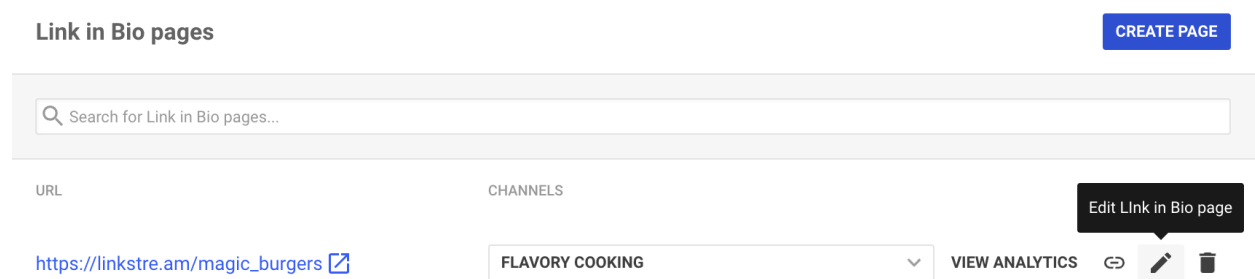 Link in Bio pages
CREATE PAGE
Search for Link in Bio pages...
URL
CHANNELS
Edit LInk in Bio page
https://linkstre.am/magic_burgers
FLAVORY COOKING
VIEW ANALYTICS